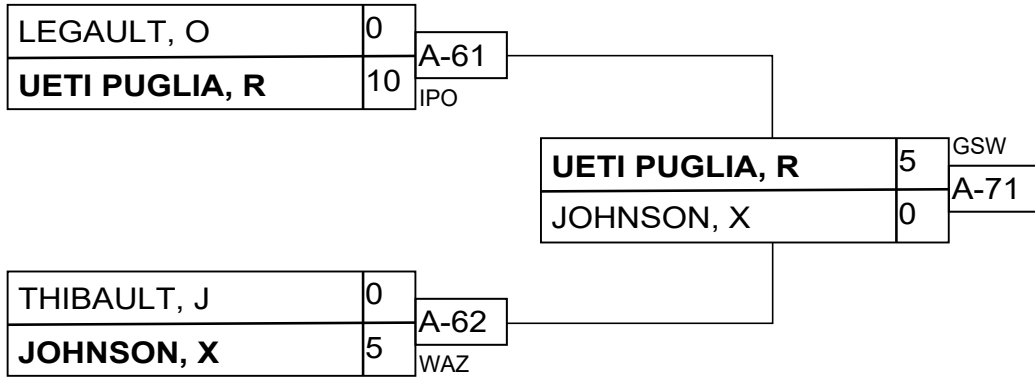 LEGAULT, O 0
A-61
UETI PUGLIA, R 10
IPO
UETI PUGLIA, R 5
GSW
A-71
JOHNSON, X 0
THIBAULT, J 0
A-62
JOHNSON, X 5
WAZ